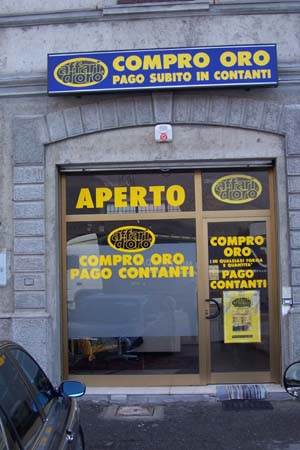 affari d'oro
COMPRO ORO
PAGO SUBITO IN CONTANTI
APERTO
affari d'oro
affari d'oro
COMPRO ORO
PAGO CONTANTI
COMPRO
ORO
IN QUALSIASI FORMA
E QUANTITA'
PAGO
CONTANTI